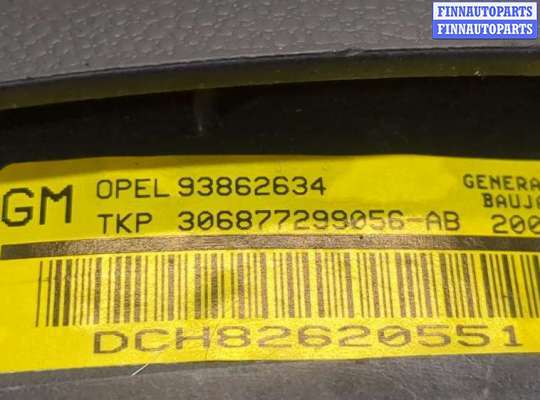 FINNAUTOPARTS
FINNAUTOPARTS
GM OPEL 93862634 GENERA
TKP 306877299056-AB BAUJA
200
DCH82620551